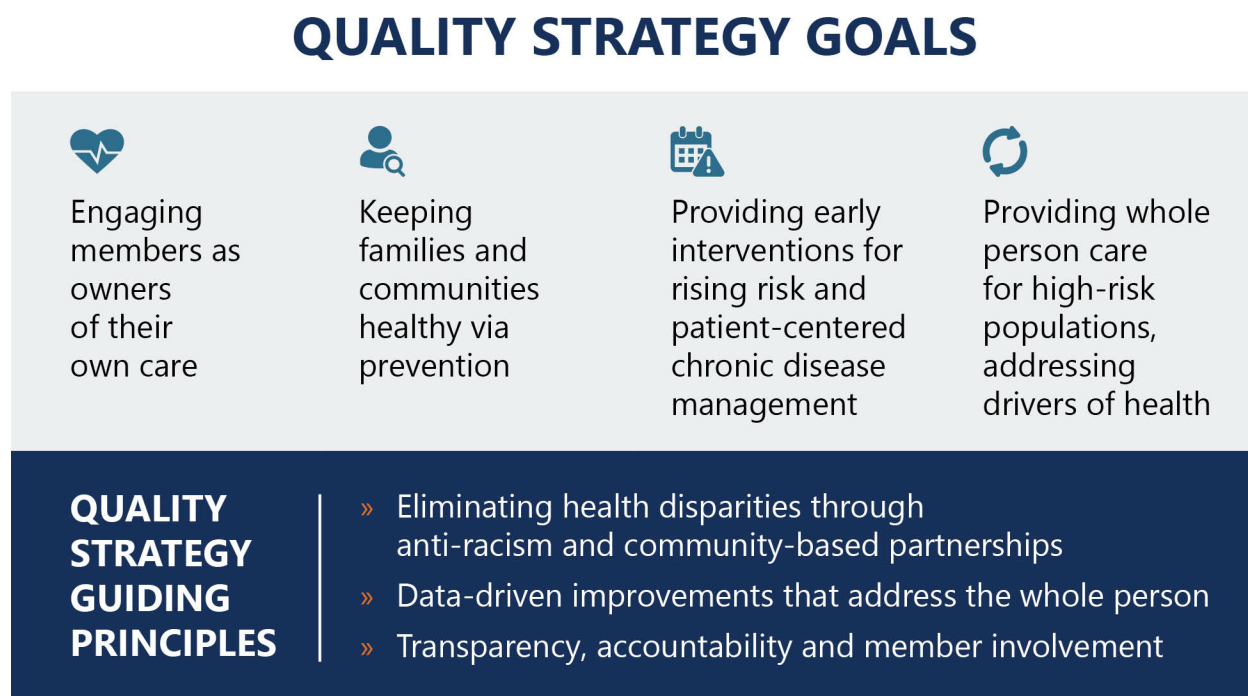 QUALITY STRATEGY GOALS
Engaging
members as
owners
of their
own care
Keeping
families and
communities
healthy via
prevention
Providing early
interventions for
rising risk and
patient-centered
chronic disease
management
Providing whole
person care
for high-risk
populations,
addressing
drivers of health
QUALITY
STRATEGY
GUIDING
PRINCIPLES
» Eliminating health disparities through
anti-racism and community-based partnerships
» Data-driven improvements that address the whole person
» Transparency, accountability and member involvement